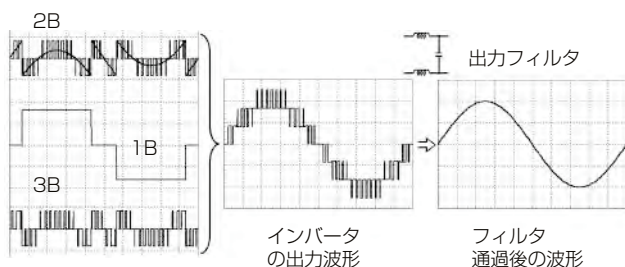 2B
1B
3B
出力フィルタ
インバータ
の出力波形
フィルタ
通過後の波形